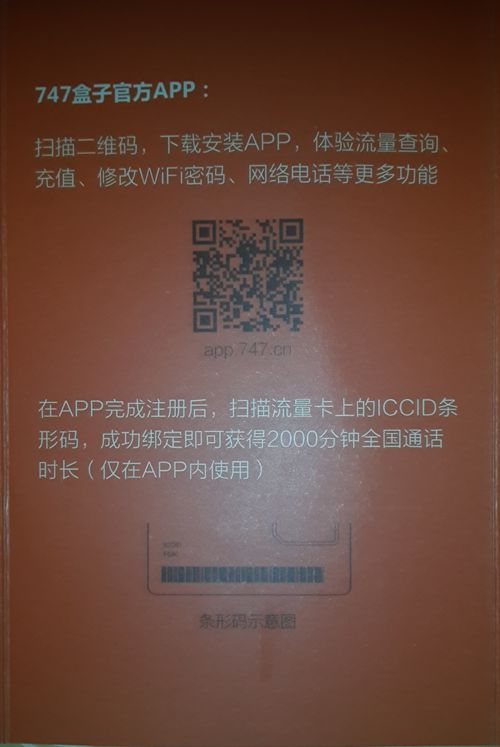 747盒子官方APP：
扫描二维码，下载安装APP，体验流量查询、
充值、修改WiFi密码、网络电话等更多功能
app.747.cn
在APP完成注册后，扫描流量卡上的ICCID条
形码，成功绑定即可获得2000分钟全国通话
时长（仅在APP内使用）
ICCID
条形码示意图